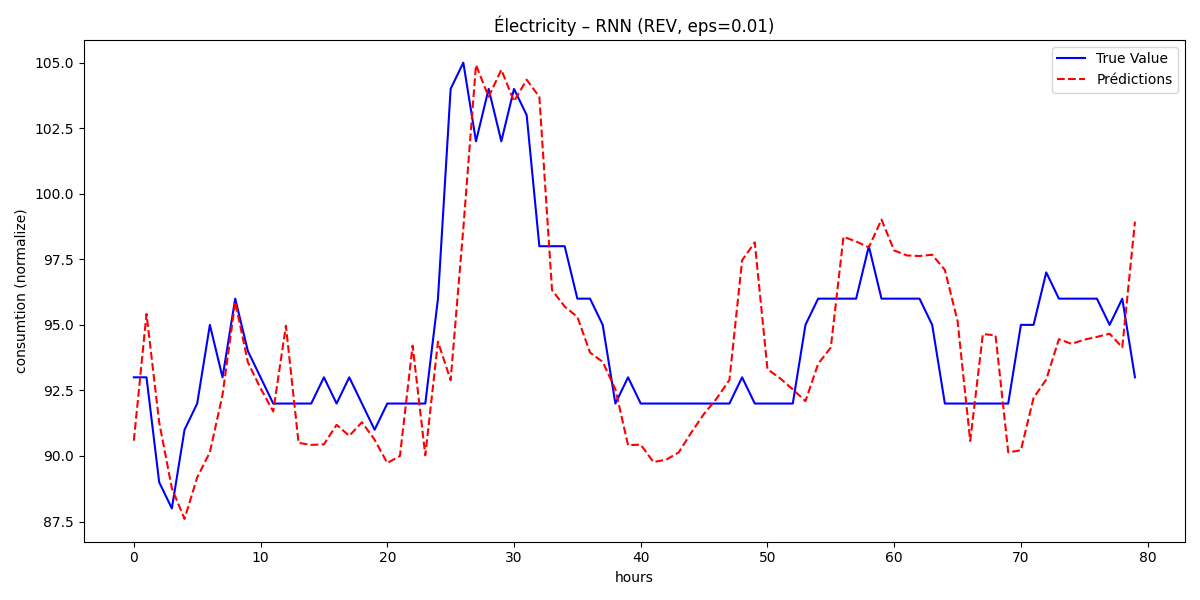 Électricity – RNN (REV, eps=0.01)
True Value
Prédictions
consumtion (normalize)
105.0
102.5
100.0
97.5
95.0
92.5
90.0
87.5
0 10 20 30 40 50 60 70 80
hours